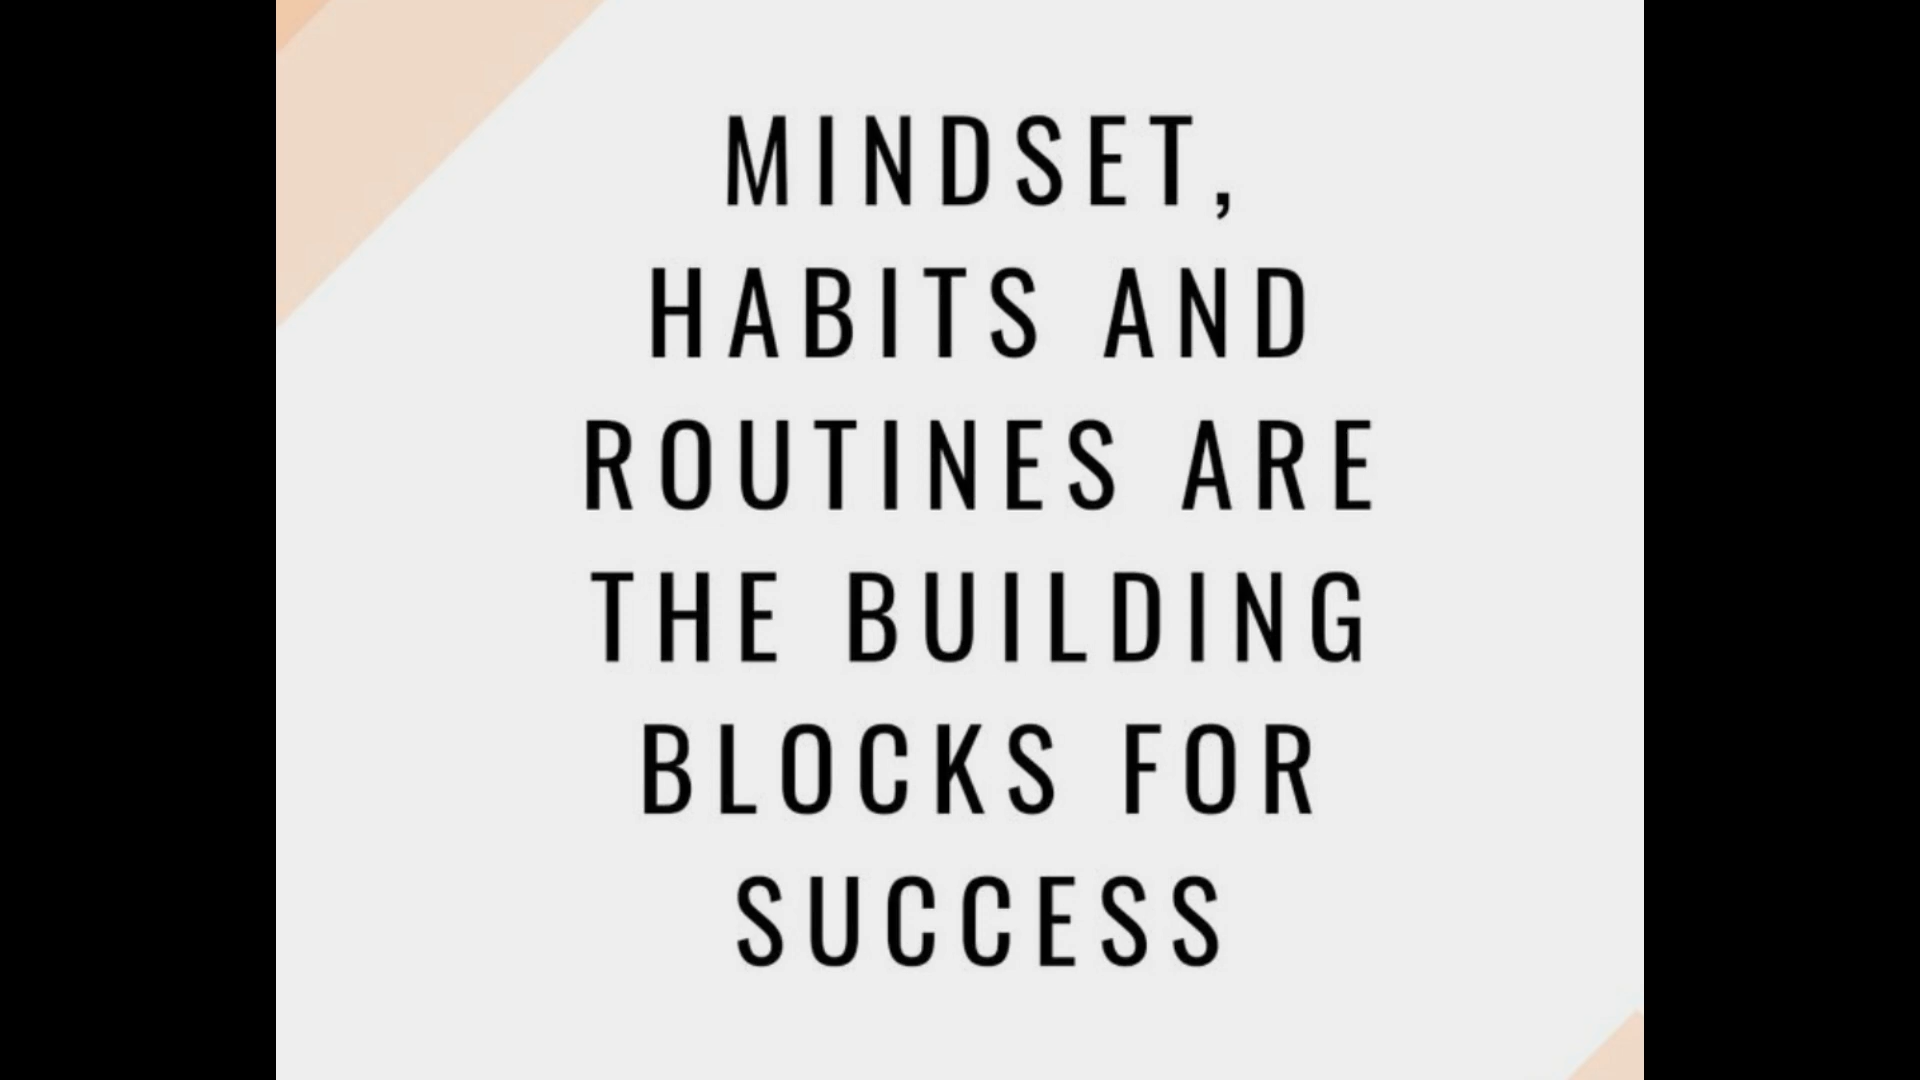 MINDSET,
HABITS AND
ROUTINES ARE
THE BUILDING
BLOCKS FOR
SUCCESS